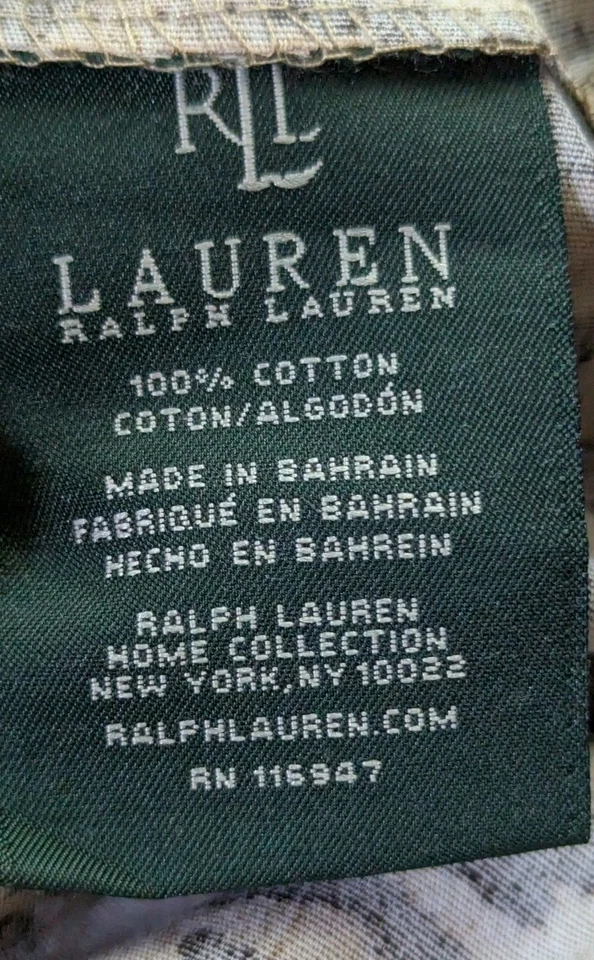 RLL
LAUREN
RALPH LAUREN
100% COTTON
COTON/ALGODÓN
MADE IN BAHRAIN
FABRIQUÉ EN BAHRAIN
HECHO EN BAHREIN
RALPH LAUREN
HOME COLLECTION
NEW YORK, NY 10022
RALPHLAUREN.COM
RN 116947